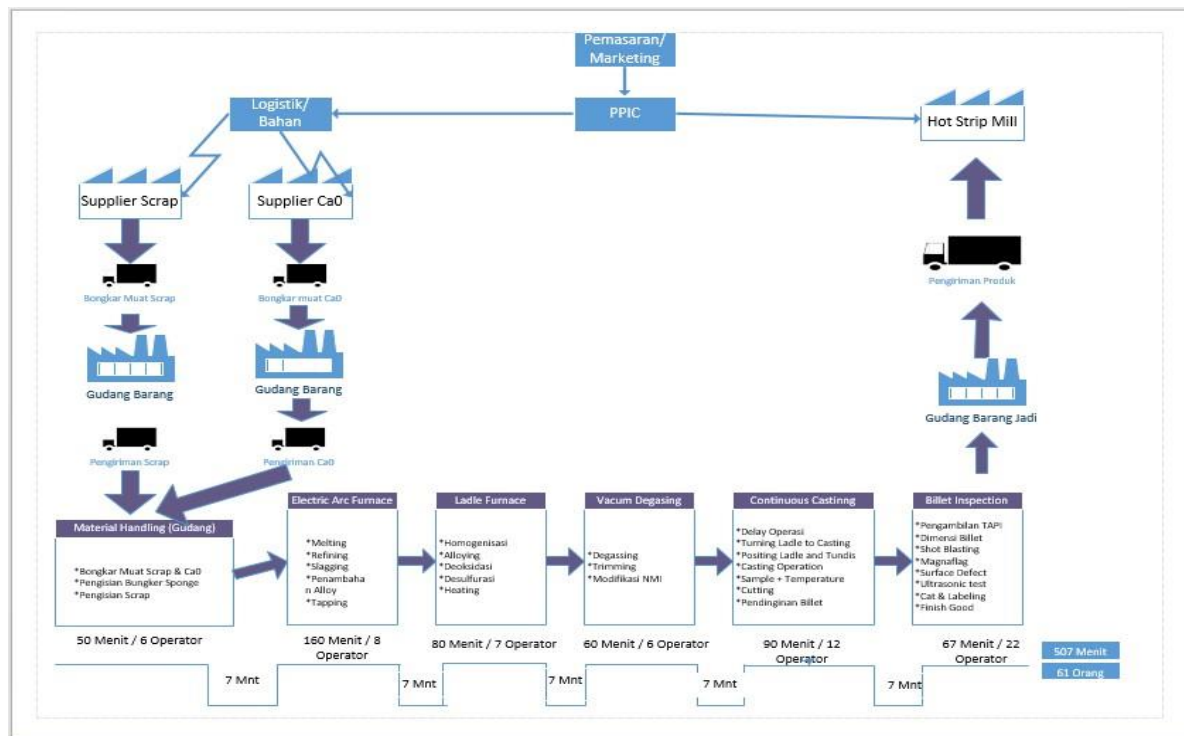 Pemasaran/
Marketing
Logistik/
Bahan
PPIC
Hot Strip Mill
Supplier Scrap
Supplier Ca0
Bongkar Muat Scrap
Bongkar muat Ca0
Pengiriman Produk
Gudang Barang
Gudang Barang
Gudang Barang Jadi
Pengiriman Scrap
Pengiriman Ca0
Material Handling (Gudang)
*Bongkar Muat Scrap & Ca0
*Pengisian Bungker Sponge
*Pengisian Scrap
50 Menit / 6 Operator
Electric Arc Furnace
*Melting
*Refining
*Slagging
*Penambaha
n Alloy
*Tapping
160 Menit / 8
Operator
Ladle Furnace
*Homogenisasi
*Alloying
*Deoksidasi
*Desulfurasi
*Heating
80 Menit / 7 Operator
Vacum Degasing
*Degassing
*Trimming
*Modifikasi NMI
60 Menit / 6 Operator
Continuous Castinng
*Delay Operasi
*Turning Ladle to Casting
*Positing Ladle and Tundis
*Casting Operation
*Sample + Temperature
*Cutting
*Pendinginan Billet
90 Menit / 12
Operator
Billet Inspection
*Pengambilan TAPI
*Dimensi Billet
*Shot Blasting
*Magnaflag
*Surface Defect
*Ultrasonic test
*Cat & Labeling
*Finish Good
67 Menit / 22
Operator
507 Menit
61 Orang
7 Mnt
7 Mnt
7 Mnt
7 Mnt
7 Mnt